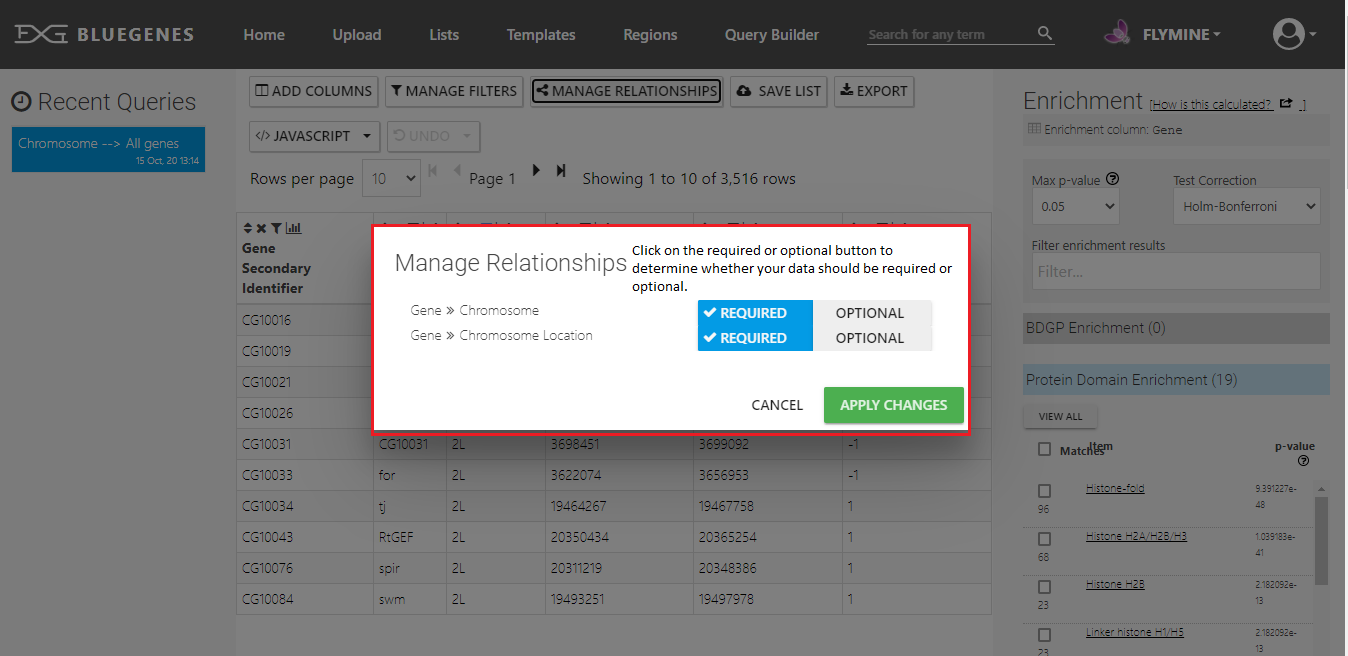 BLUEGENES
Home
Upload
Lists
Templates
Regions
Query Builder
Search for any term
FLYMINE
Recent Queries
Chromosome --> All genes
15 Oct, 20 13:14
ADD COLUMNS
MANAGE FILTERS
MANAGE RELATIONSHIPS
SAVE LIST
EXPORT
</> JAVASCRIPT
UNDO
Rows per page 10 Page 1 Showing 1 to 10 of 3,516 rows
Gene
Secondary
Identifier
CG10016
CG10019
CG10021
CG10026
CG10031 CG10031 2L 3698451 3699092 -1
CG10033 for 2L 3622074 3656953 -1
CG10034 tj 2L 19464267 19467758 1
CG10043 RtGEF 2L 20350434 20365254 1
CG10076 spir 2L 20311219 20348386 1
CG10084 swm 2L 19493251 19497978 1
Manage Relationships
Click on the required or optional button to
determine whether your data should be required or
optional.
Gene » Chromosome REQUIRED OPTIONAL
Gene » Chromosome Location REQUIRED OPTIONAL
CANCEL APPLY CHANGES
Enrichment [How is this calculated? .]
Enrichment column: Gene
Max p-value Test Correction
0.05 Holm-Bonferroni
Filter enrichment results
Filter...
BDGP Enrichment (0)
Protein Domain Enrichment (19)
VIEW ALL
Matches Item p-value
96 Histone-fold 9.391227e-
48
68 Histone H2A/H2B/H3 1.039183e-
41
23 Histone H2B 2.182092e-
13
23 Linker histone H1/H5 2.182092e-
13